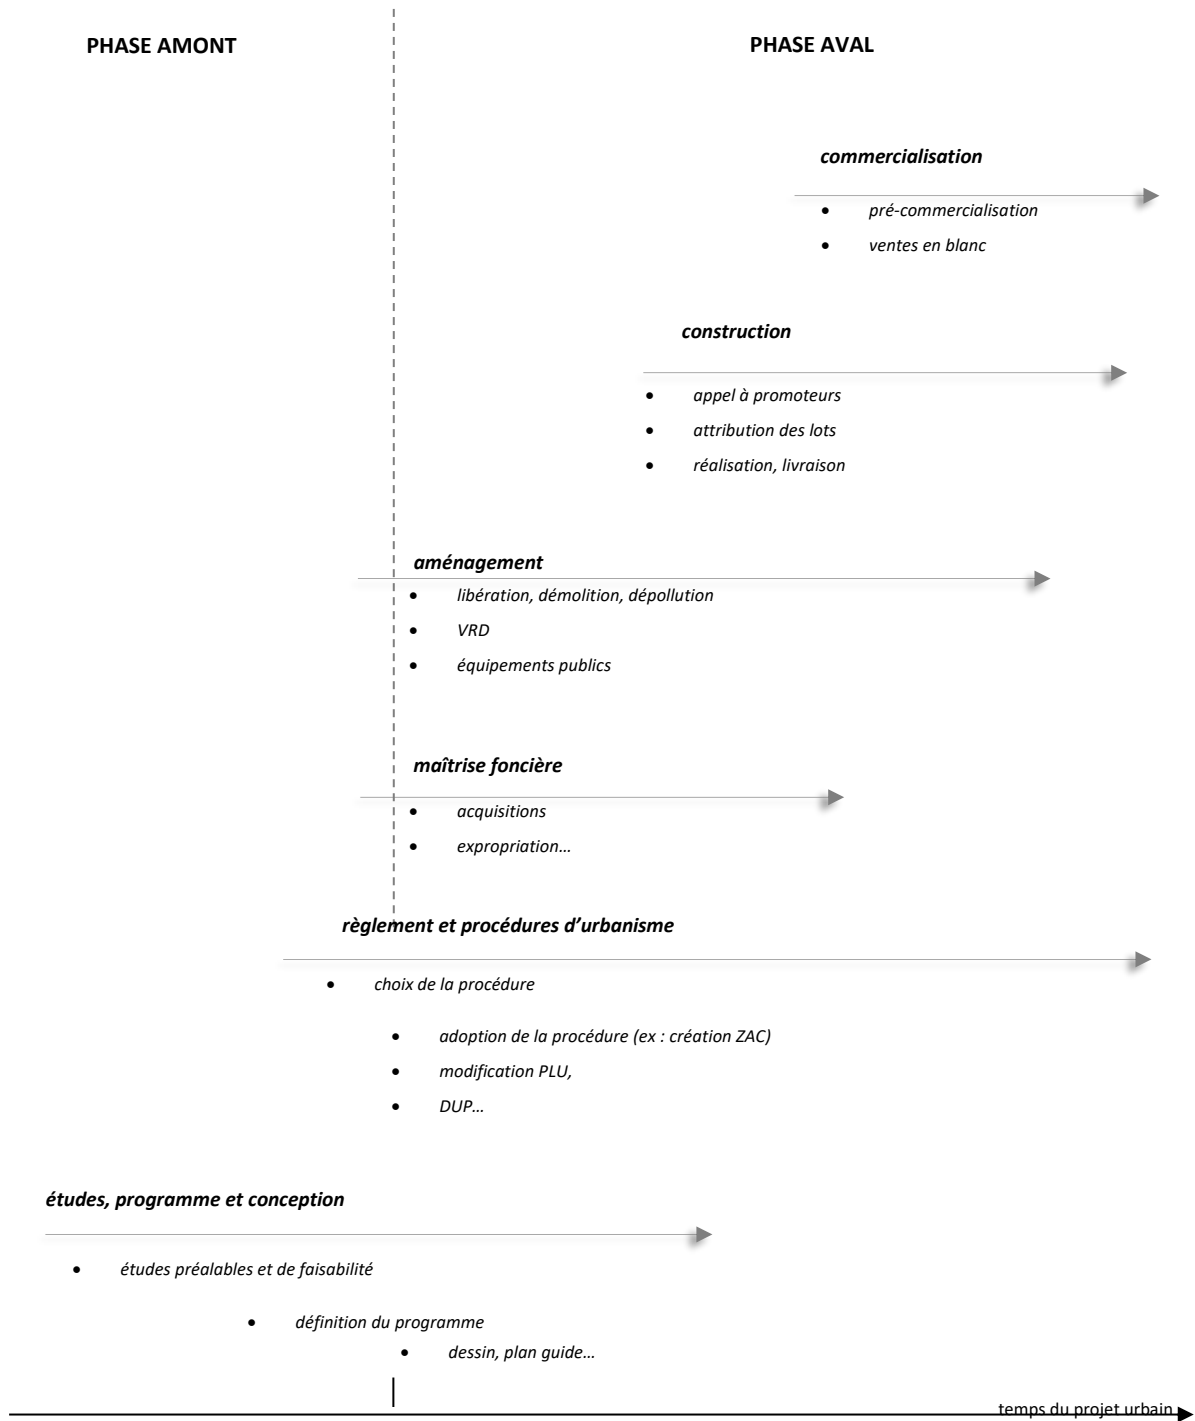 PHASE AMONT
PHASE AVAL
commercialisation
• pré-commercialisation
• ventes en blanc
construction
• appel à promoteurs
• attribution des lots
• réalisation, livraison
aménagement
• libération, démolition, dépollution
• VRD
• équipements publics
maîtrise foncière
• acquisitions
• expropriation…
règlement et procédures d’urbanisme
• choix de la procédure
• adoption de la procédure (ex : création ZAC)
• modification PLU,
• DUP…
études, programme et conception
• études préalables et de faisabilité
• définition du programme
• dessin, plan guide…
temps du projet urbain